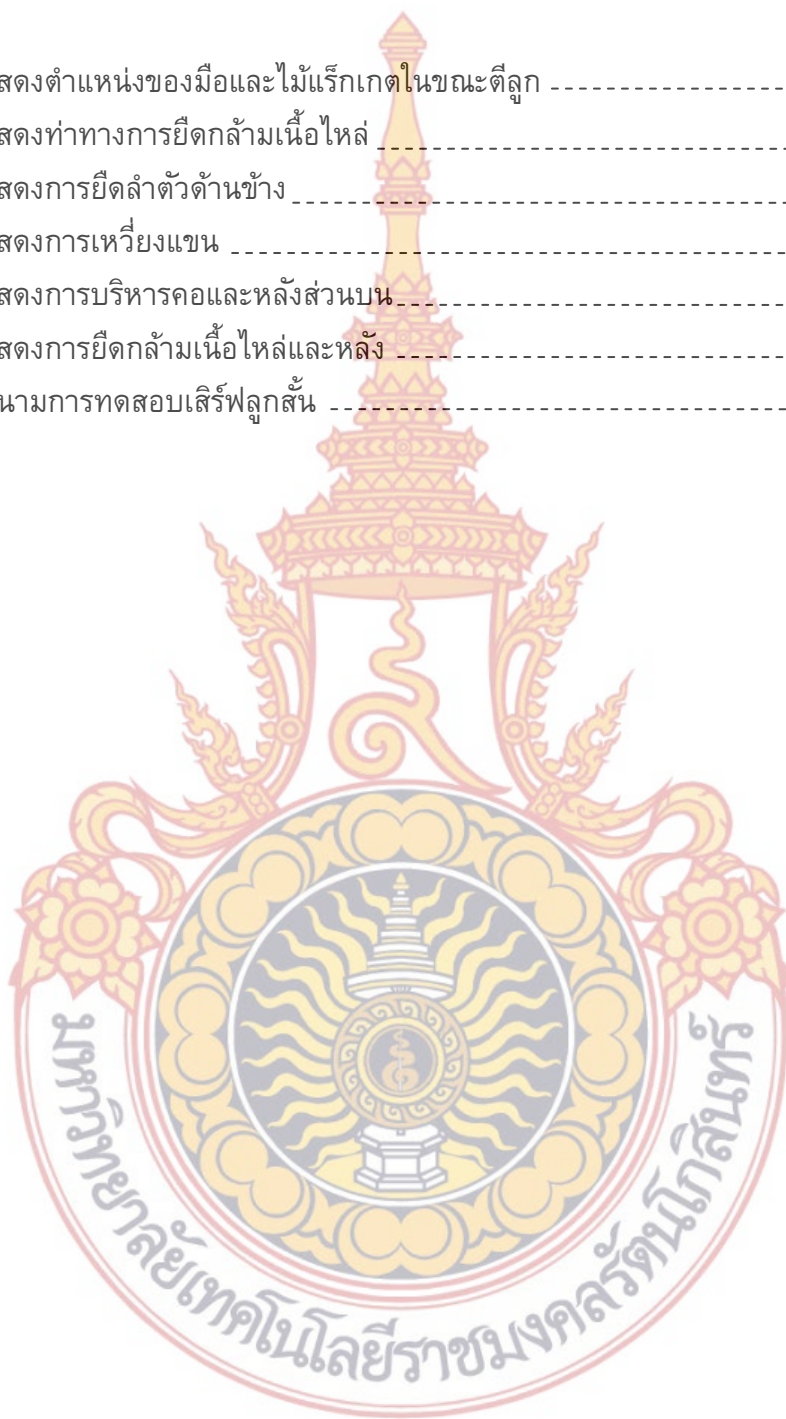 สดงตำแหน่งของมือและไม้แร็กเกตในขณะตีลูก
สดงท่าทางการยืดกล้ามเนื้อไหล่
สดงการยืดลำตัวด้านข้าง
สดงการเหวี่ยงแขน
สดงการบริหารคอและหลังส่วนบน
สดงการยืดกล้ามเนื้อไหล่และหลัง
นามการทดสอบเสิร์ฟลูกสั้น
มหาวิทยาลัยเทคโนโลยีราชมงคลรัตนโกสินทร์